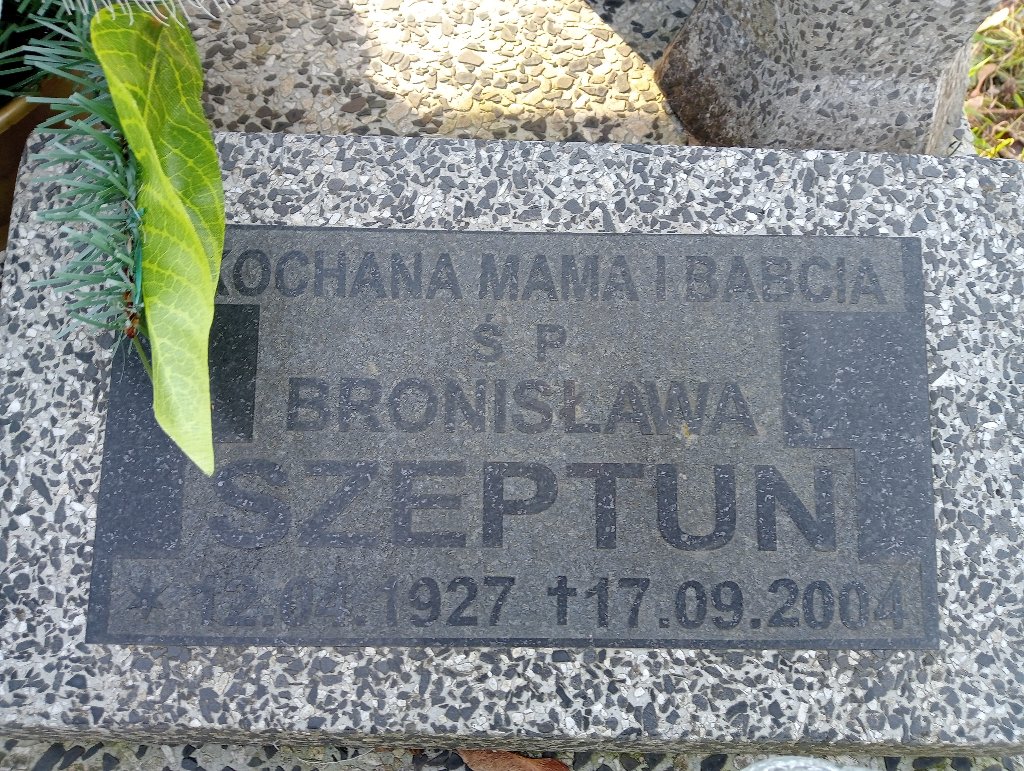 KOCHANA MAMA I BABCIA
Ś P
BRONISŁAWA
SZEPTUN
* 12.04.1927 †17.09.2004